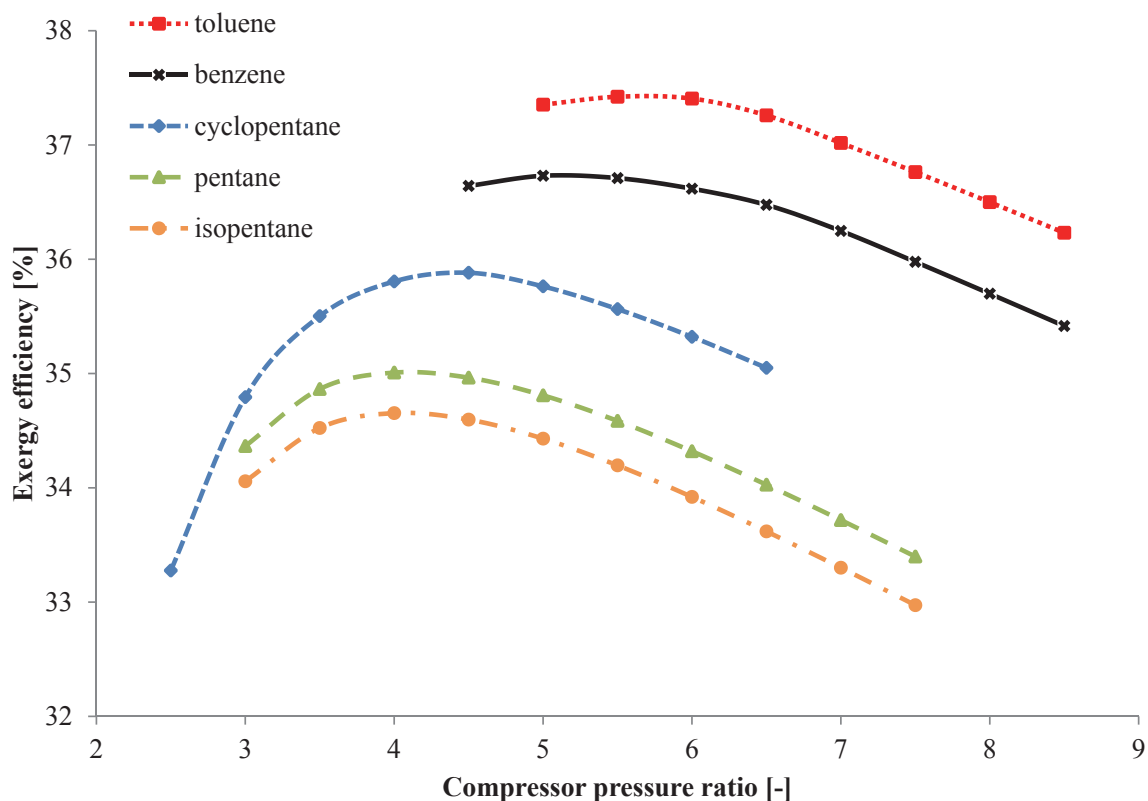 toluene
benzene
cyclopentane
pentane
isopentane
Exergy efficiency [%]
38
37
36
35
34
33
32
2 3 4 5 6 7 8 9
Compressor pressure ratio [-]